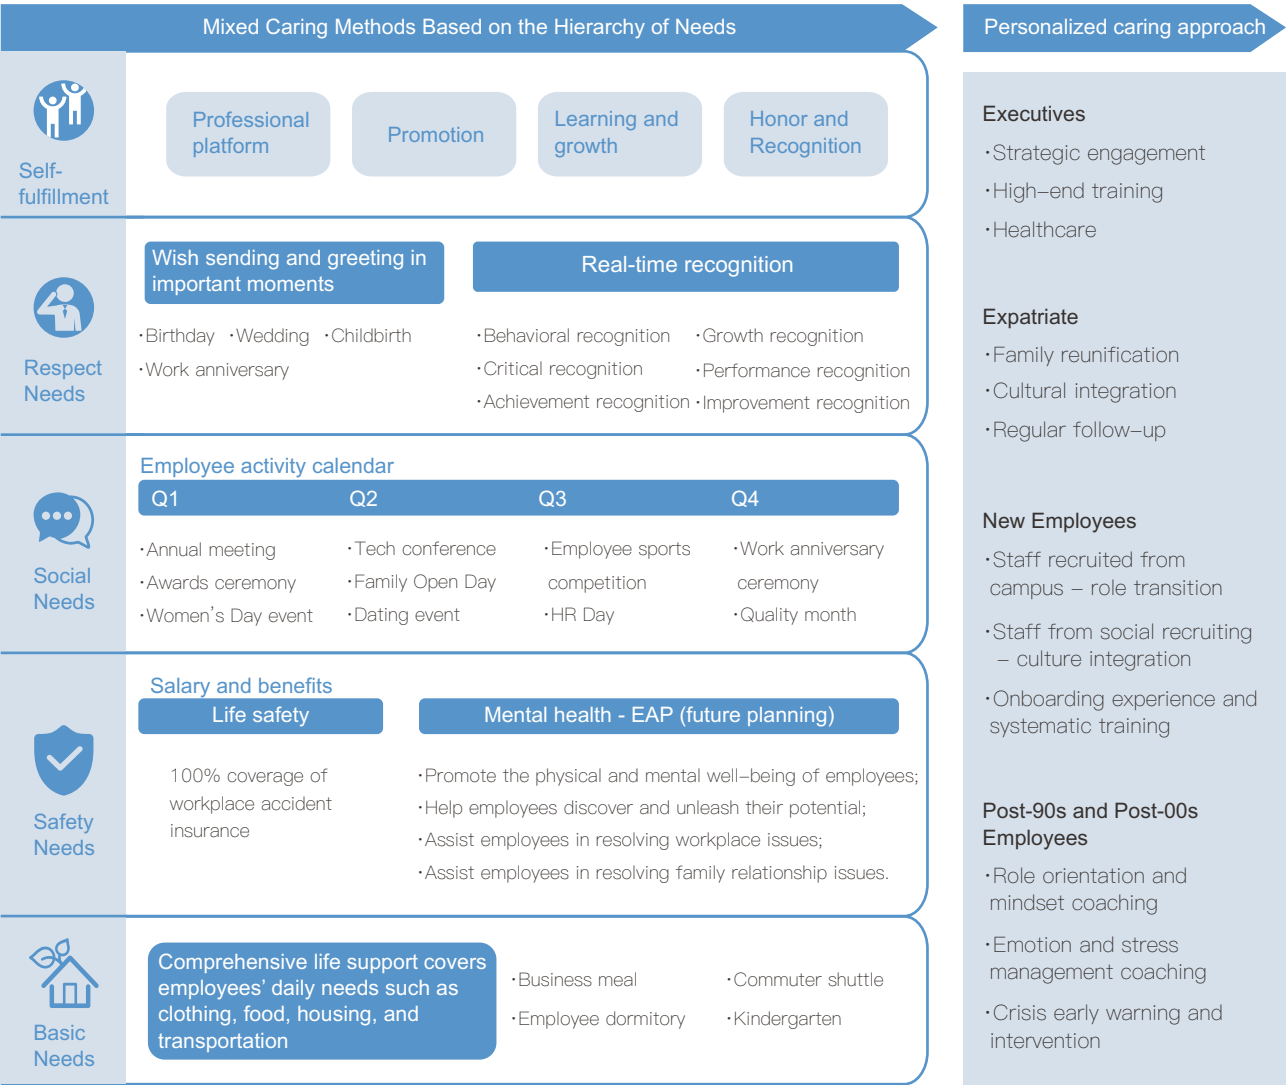 Mixed Caring Methods Based on the Hierarchy of Needs
Self-
fulfillment
Professional
platform
Promotion
Learning and
growth
Honor and
Recognition
Respect
Needs
Wish sending and greeting in
important moments
·Birthday ·Wedding ·Childbirth
·Work anniversary
Real-time recognition
·Behavioral recognition ·Growth recognition
·Critical recognition ·Performance recognition
·Achievement recognition ·Improvement recognition
Social
Needs
Employee activity calendar
Q1 Q2 Q3 Q4
·Annual meeting
·Awards ceremony
·Women's Day event
·Tech conference
·Family Open Day
·Dating event
·Employee sports
competition
·HR Day
·Work anniversary
ceremony
·Quality month
Safety
Needs
Salary and benefits
Life safety
100% coverage of
workplace accident
insurance
Mental health - EAP (future planning)
·Promote the physical and mental well–being of employees;
·Help employees discover and unleash their potential;
·Assist employees in resolving workplace issues;
·Assist employees in resolving family relationship issues.
Basic
Needs
Comprehensive life support covers
employees' daily needs such as
clothing, food, housing, and
transportation
·Business meal ·Commuter shuttle
·Employee dormitory ·Kindergarten
Personalized caring approach
Executives
·Strategic engagement
·High–end training
·Healthcare
Expatriate
·Family reunification
·Cultural integration
·Regular follow–up
New Employees
·Staff recruited from
campus – role transition
·Staff from social recruiting
– culture integration
·Onboarding experience and
systematic training
Post-90s and Post-00s
Employees
·Role orientation and
mindset coaching
·Emotion and stress
management coaching
·Crisis early warning and
intervention